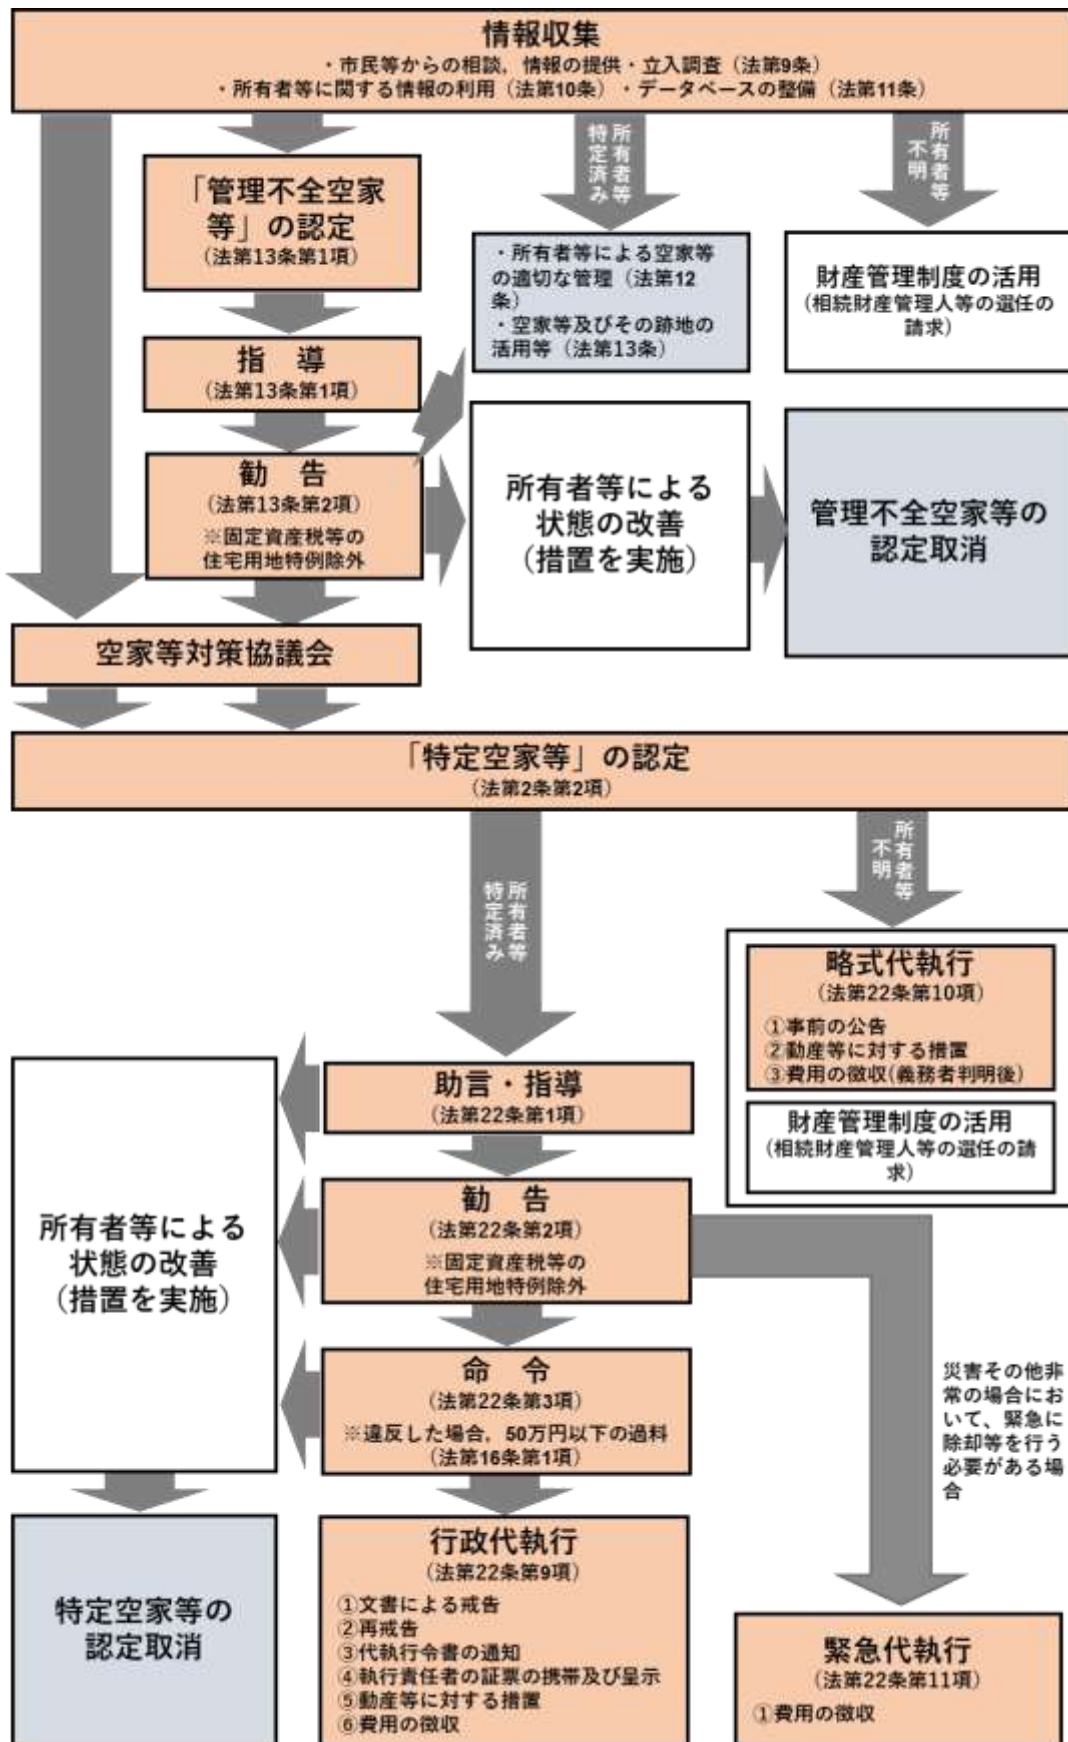 情報収集
・市民等からの相談，情報の提供・立入調査（法第9条）
・所有者等に関する情報の利用（法第10条）・データベースの整備（法第11条）
所有者等
特定済み
所有者等
不明
「管理不全空家
等」の認定
（法第13条第1項）
・所有者等による空家等
の適切な管理（法第12
条）
・空家等及びその跡地の
活用等（法第13条）
財産管理制度の活用
（相続財産管理人等の選任の
請求）
指　導
（法第13条第1項）
勧　告
（法第13条第2項）
※固定資産税等の
住宅用地特例除外
所有者等による
状態の改善
（措置を実施）
管理不全空家等の
認定取消
空家等対策協議会
「特定空家等」の認定
（法第2条第2項）
所有者等
特定済み
所有者等
不明
略式代執行
（法第22条第10項）
①事前の公告
②動産等に対する措置
③費用の徴収(義務者判明後)
財産管理制度の活用
（相続財産管理人等の選任の請
求）
助言・指導
（法第22条第1項）
勧　告
（法第22条第2項）
※固定資産税等の
住宅用地特例除外
所有者等による
状態の改善
（措置を実施）
命　令
（法第22条第3項）
※違反した場合，50万円以下の過料
（法第16条第1項）
災害その他非
常の場合にお
いて、緊急に
除却等を行う
必要がある場
合
特定空家等の
認定取消
行政代執行
（法第22条第9項）
①文書による戒告
②再戒告
③代執行令書の通知
④執行責任者の証票の携帯及び呈示
⑤動産等に対する措置
⑥費用の徴収
緊急代執行
（法第22条第11項）
①費用の徴収